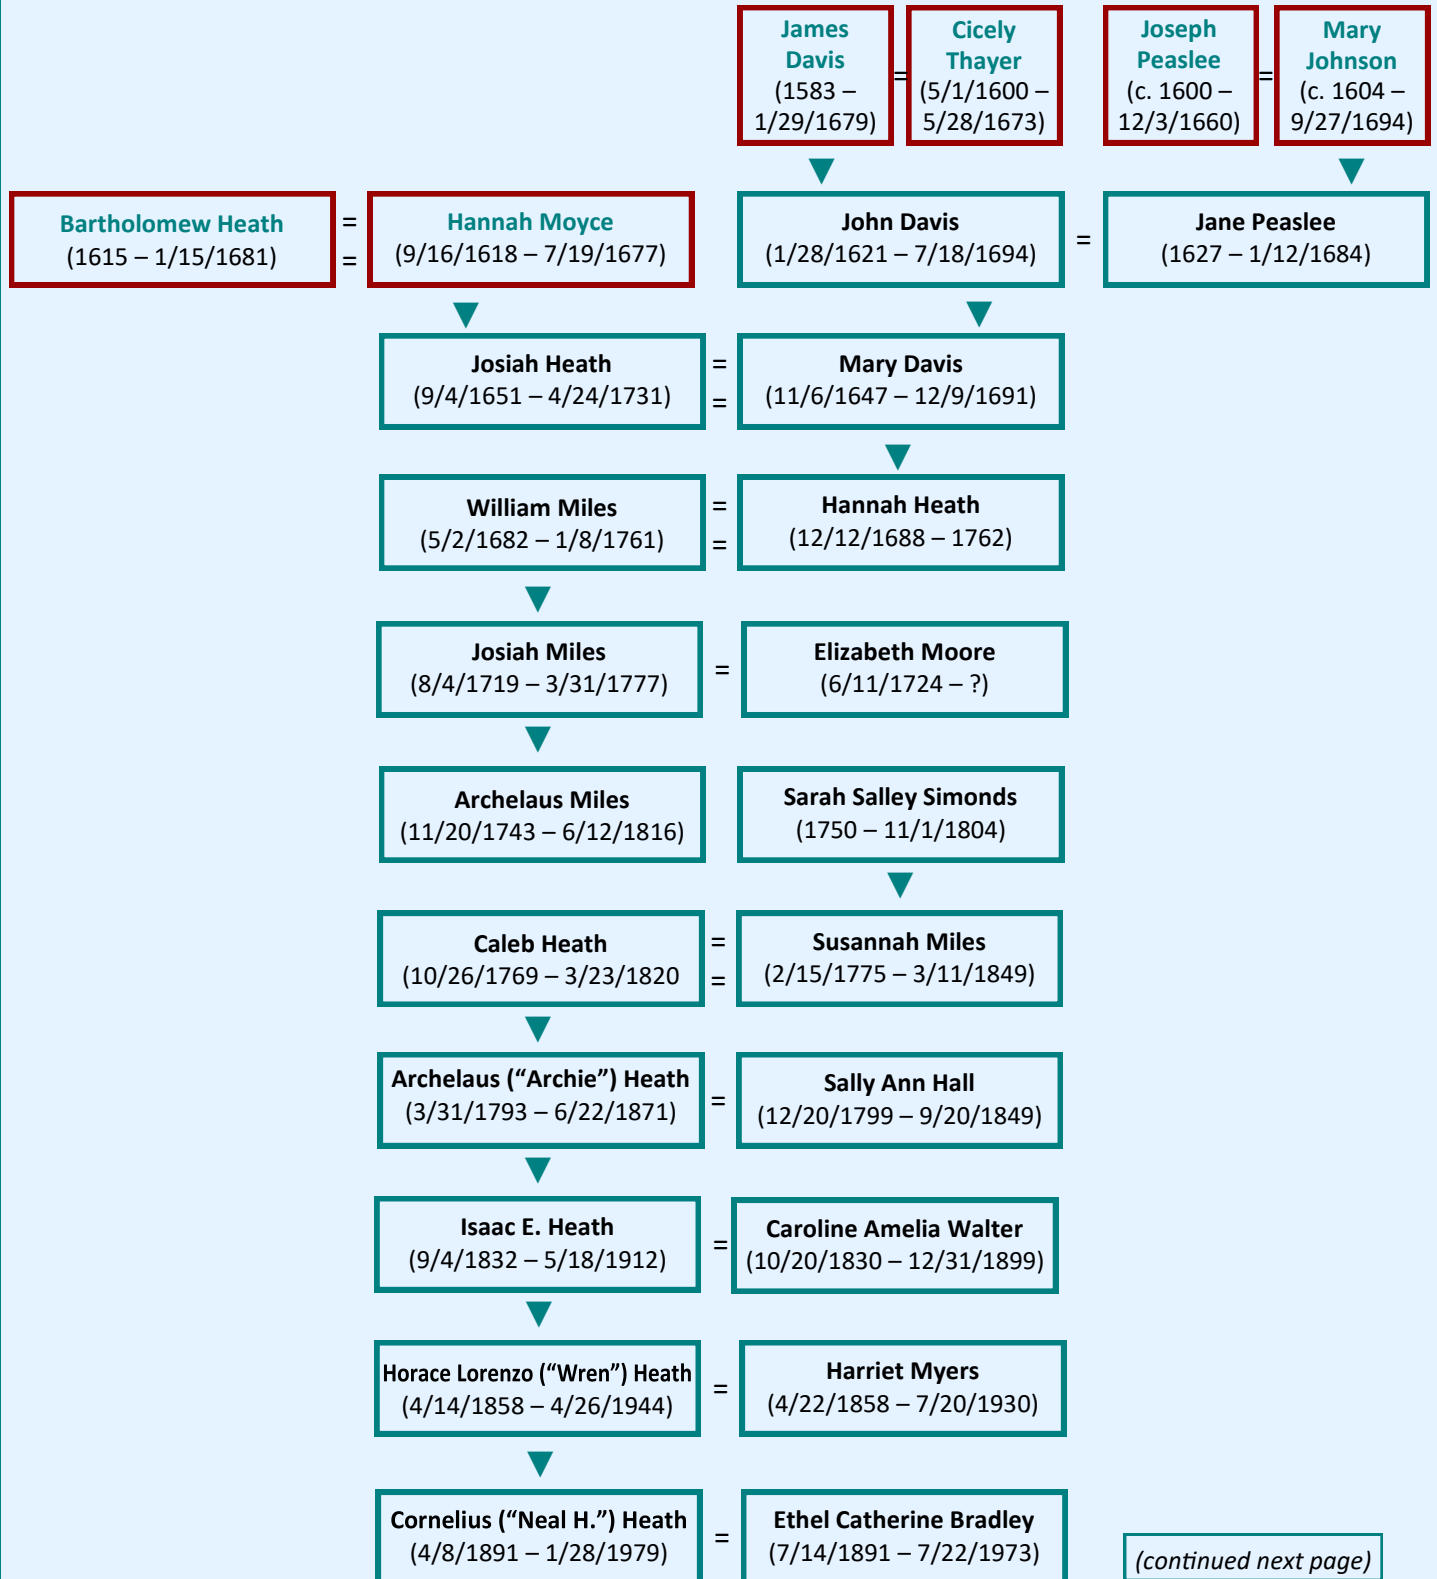 James
Davis
(1583 –
1/29/1679)
=
Cicely
Thayer
(5/1/1600 –
5/28/1673)
Joseph
Peaslee
(c. 1600 –
12/3/1660)
=
Mary
Johnson
(c. 1604 –
9/27/1694)
Bartholomew Heath
(1615 – 1/15/1681)
=
=
Hannah Moyce
(9/16/1618 – 7/19/1677)
John Davis
(1/28/1621 – 7/18/1694)
=
Jane Peaslee
(1627 – 1/12/1684)
Josiah Heath
(9/4/1651 – 4/24/1731)
=
=
Mary Davis
(11/6/1647 – 12/9/1691)
William Miles
(5/2/1682 – 1/8/1761)
=
=
Hannah Heath
(12/12/1688 – 1762)
Josiah Miles
(8/4/1719 – 3/31/1777)
=
Elizabeth Moore
(6/11/1724 – ?)
Archelaus Miles
(11/20/1743 – 6/12/1816)
Sarah Salley Simonds
(1750 – 11/1/1804)
Caleb Heath
(10/26/1769 – 3/23/1820
=
=
Susannah Miles
(2/15/1775 – 3/11/1849)
Archelaus (“Archie”) Heath
(3/31/1793 – 6/22/1871)
=
Sally Ann Hall
(12/20/1799 – 9/20/1849)
Isaac E. Heath
(9/4/1832 – 5/18/1912)
=
Caroline Amelia Walter
(10/20/1830 – 12/31/1899)
Horace Lorenzo (“Wren”) Heath
(4/14/1858 – 4/26/1944)
=
Harriet Myers
(4/22/1858 – 7/20/1930)
Cornelius (“Neal H.”) Heath
(4/8/1891 – 1/28/1979)
=
Ethel Catherine Bradley
(7/14/1891 – 7/22/1973)
(continued next page)